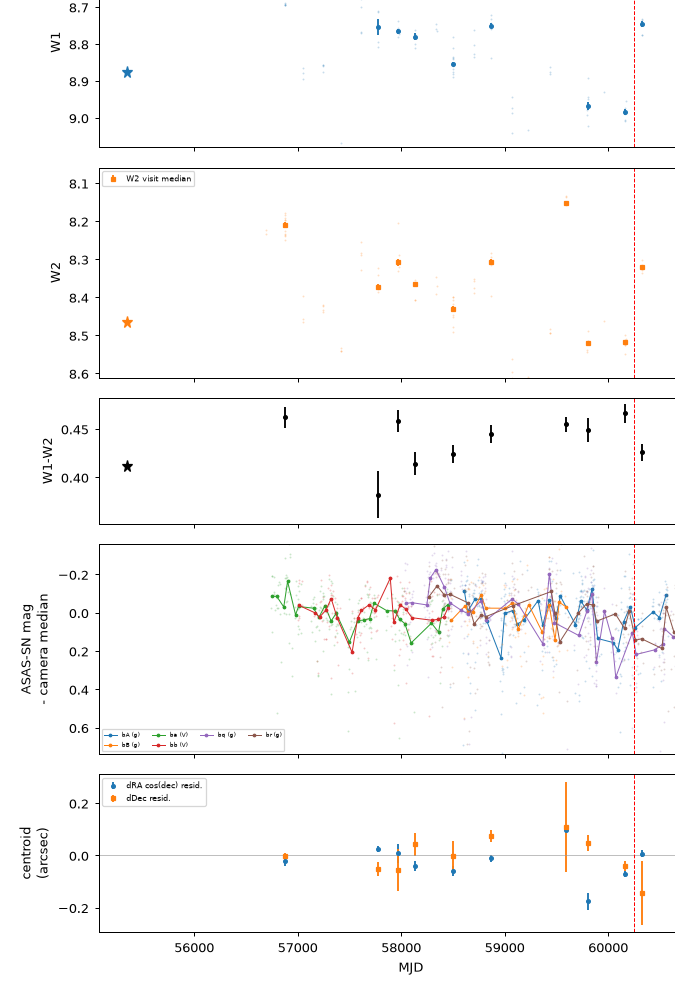 8.7
8.8
8.9
9.0
W1
W2 visit median
8.1
8.2
8.3
8.4
8.5
8.6
W2
0.45
0.40
W1-W2
−0.2
0.0
0.2
0.4
0.6
ASAS-SN mag
- camera median
bA (g)
bB (g)
ba (V)
bb (V)
bq (g)
br (g)
dRA cos(dec) resid.
dDec resid.
0.2
0.0
−0.2
centroid
(arcsec)
56000
57000
58000
59000
60000
MJD